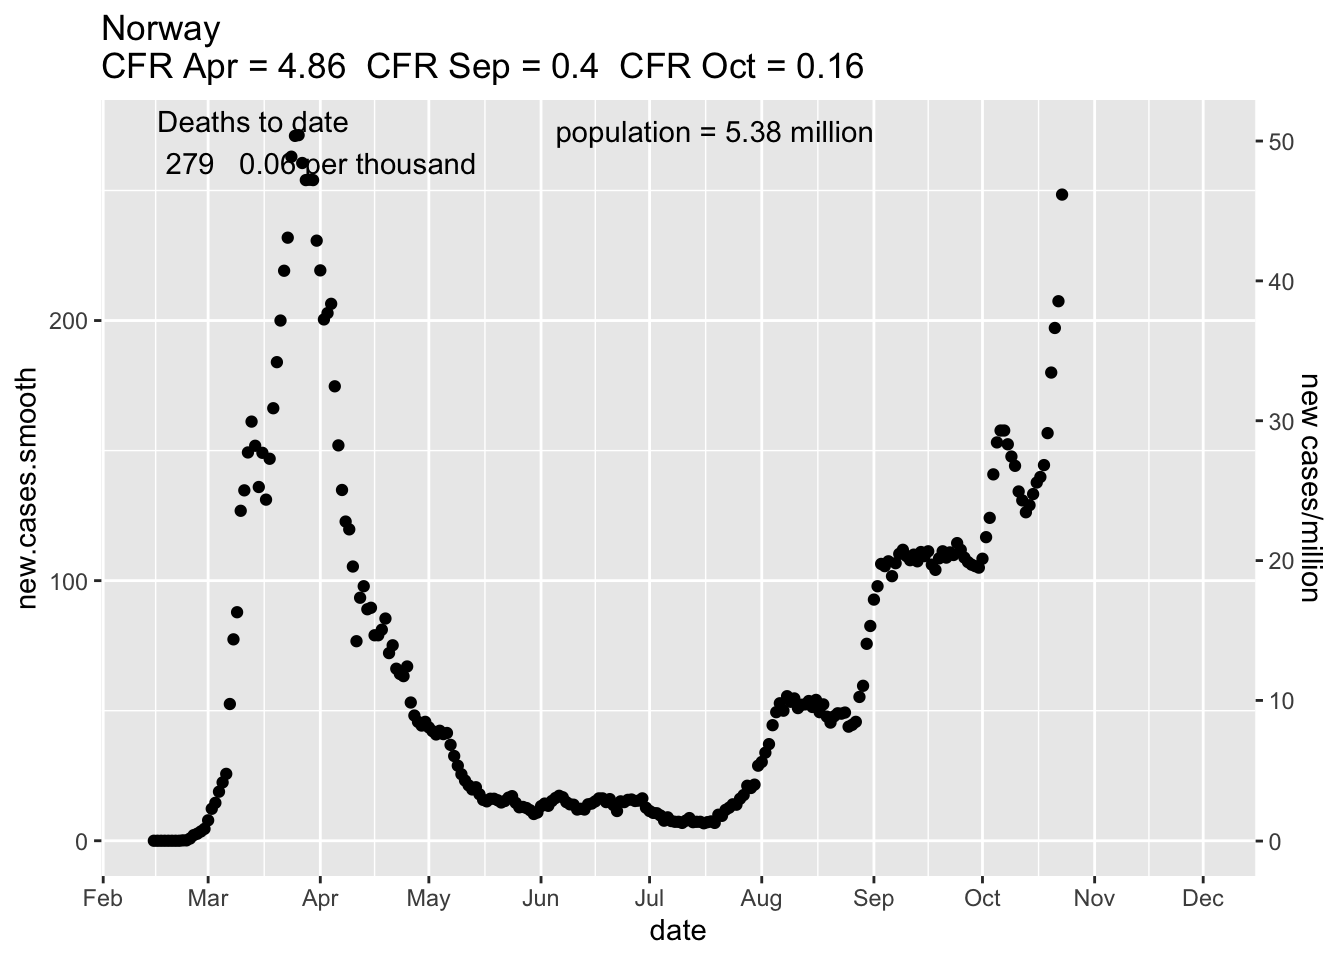 Norway
CFR Apr = 4.86 CFR Sep = 0.4 CFR Oct = 0.16
Deaths to date
279 0.06 per thousand
population = 5.38 million
new.cases.smooth
200
100
0
50
40
30
20
10
0
new cases/million
Feb Mar Apr May Jun Jul Aug Sep Oct Nov Dec
date